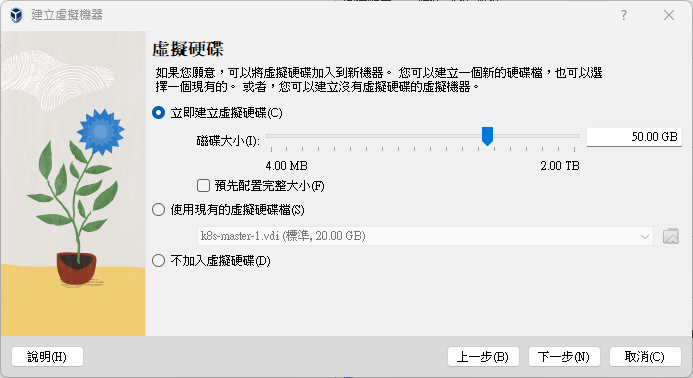 建立虛擬機器
?
虛擬硬碟
如果您願意，可以將虛擬硬碟加入到新機器。 您可以建立一個新的硬碟檔，也可以選
擇一個現有的。 或者，您可以建立沒有虛擬硬碟的虛擬機器。
立即建立虛擬硬碟(C)
磁碟大小(I):
50.00 GB
4.00 MB
2.00 TB
預先配置完整大小(F)
使用現有的虛擬硬碟檔(S)
k8s-master-1.vdi (標準, 20.00 GB)
不加入虛擬硬碟(D)
說明(H)
上一步(B)
下一步(N)
取消(C)